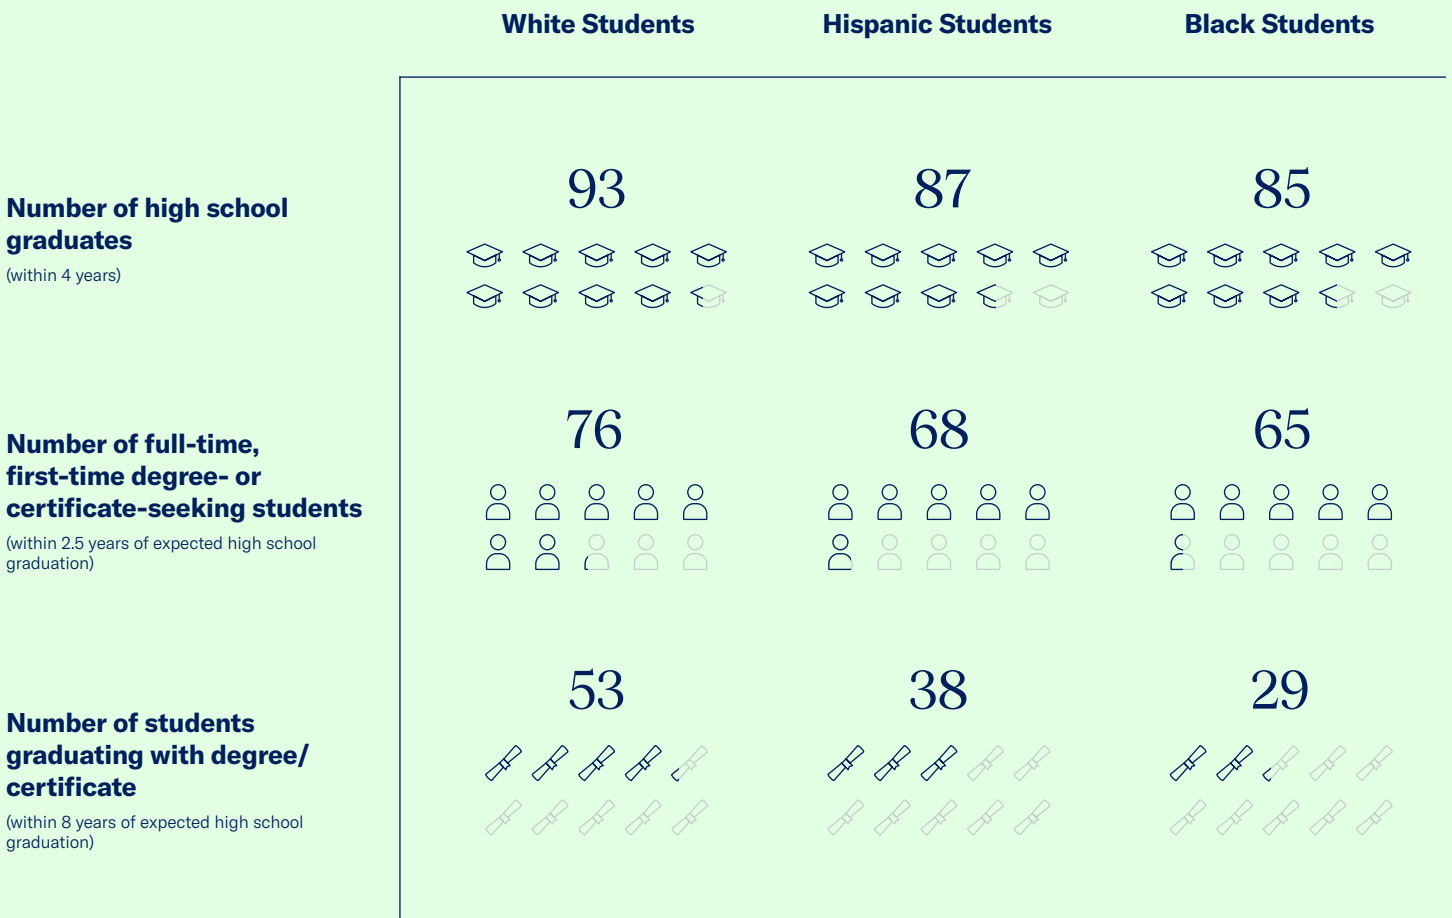 White Students
Hispanic Students
Black Students
Number of high school
graduates
(within 4 years)
93
87
85
Number of full-time,
first-time degree- or
certificate-seeking students
(within 2.5 years of expected high school
graduation)
76
68
65
Number of students
graduating with degree/
certificate
(within 8 years of expected high school
graduation)
53
38
29